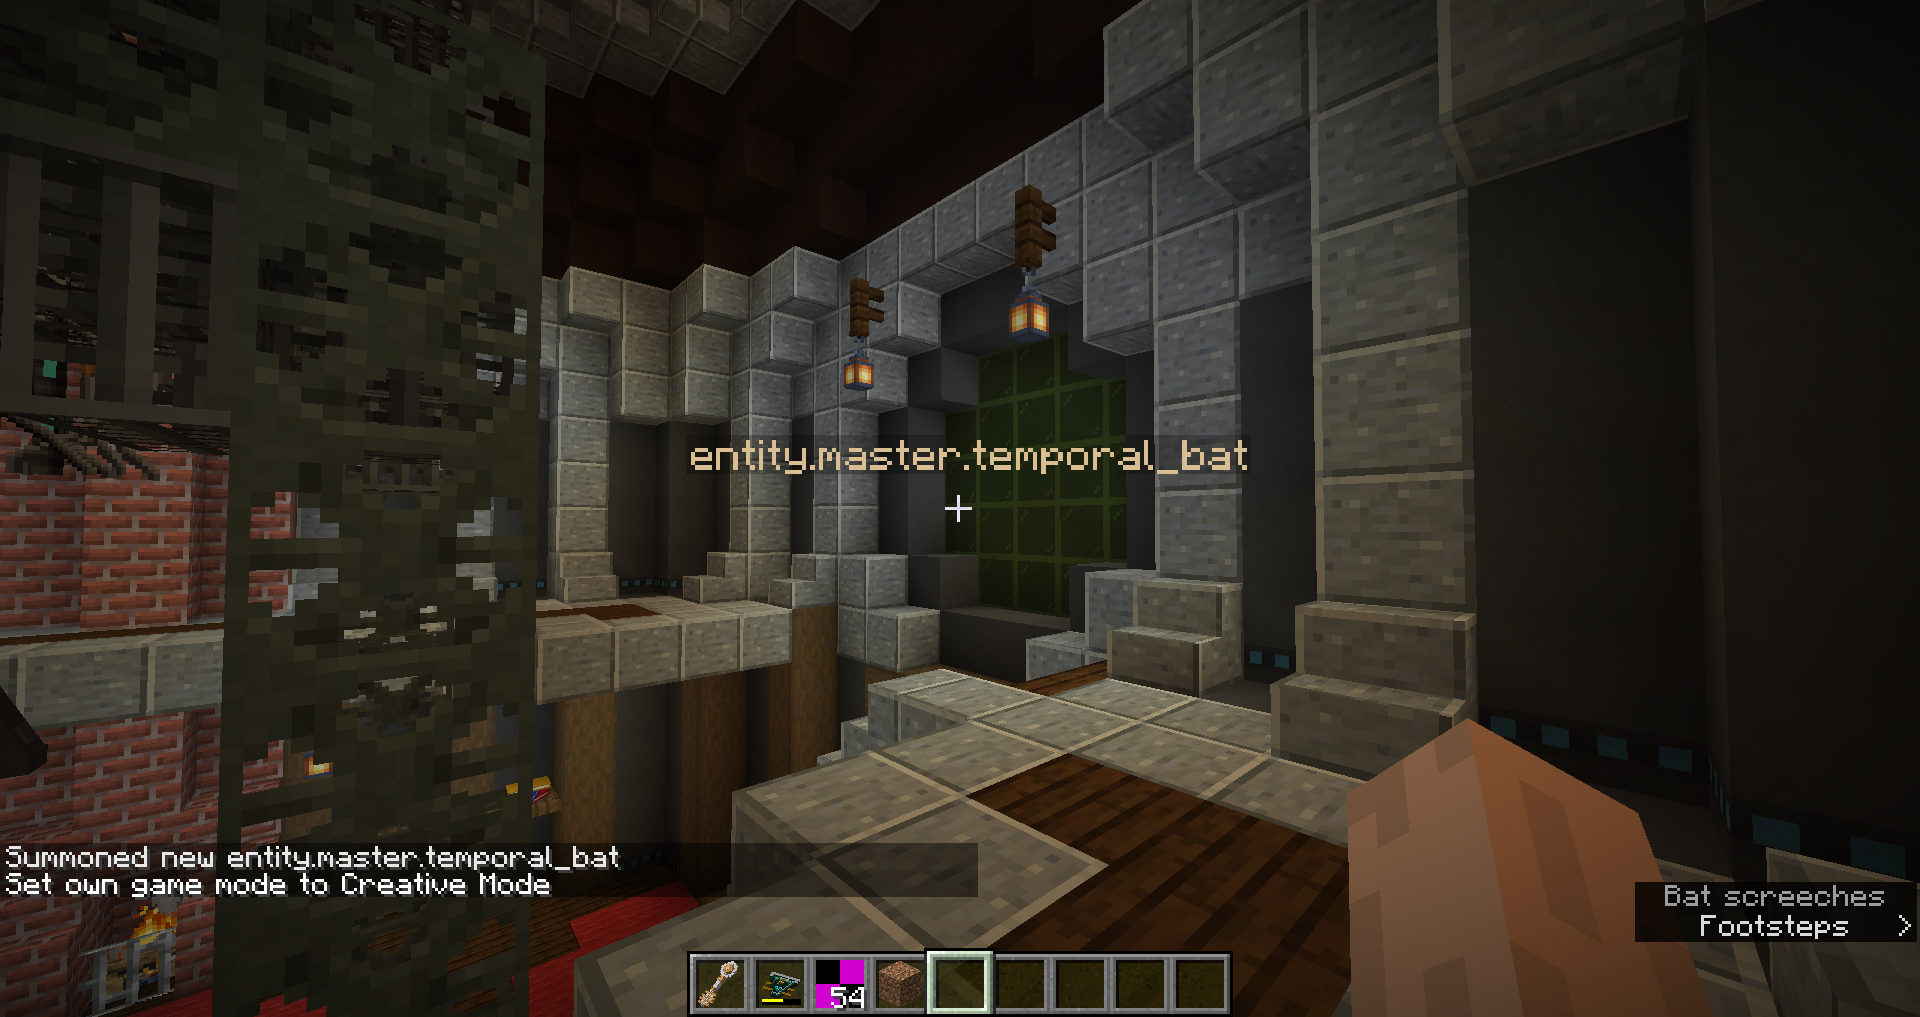 entity.master.temporal_bat
Summoned new entity.master.temporal_bat
Set own game mode to Creative Mode
Bat screeches
Footsteps >
54